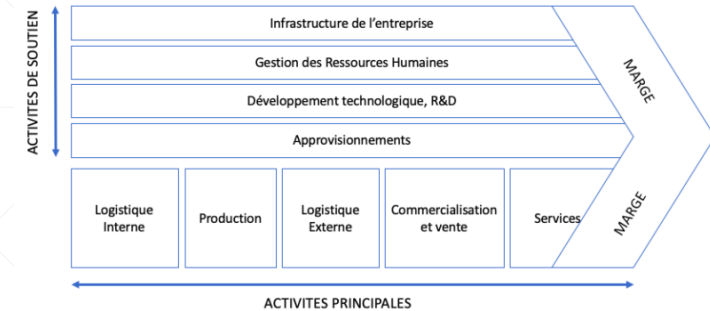 ACTIVITES DE SOUTIEN
Infrastructure de l’entreprise
Gestion des Ressources Humaines
Développement technologique, R&D
Approvisionnements
MARGE
Logistique
Interne
Production
Logistique
Externe
Commercialisation
et vente
Services
MARGE
ACTIVITES PRINCIPALES